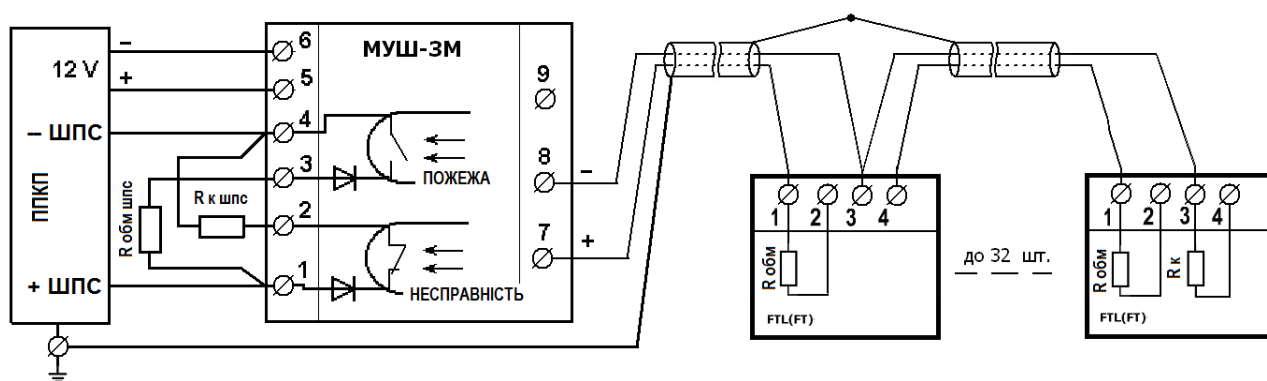 12 V
–
+
– ШПС
ППКП
+ ШПС
R обм шпс
R к шпс
МУШ-3М
6
5
4
3
2
1
ПОЖЕЖА
НЕСПРАВНІСТЬ
9
8
7
–
+
1
2
3
4
R обм
FTL(FT)
до 32 шт.
1
2
3
4
R обм
R к
FTL(FT)